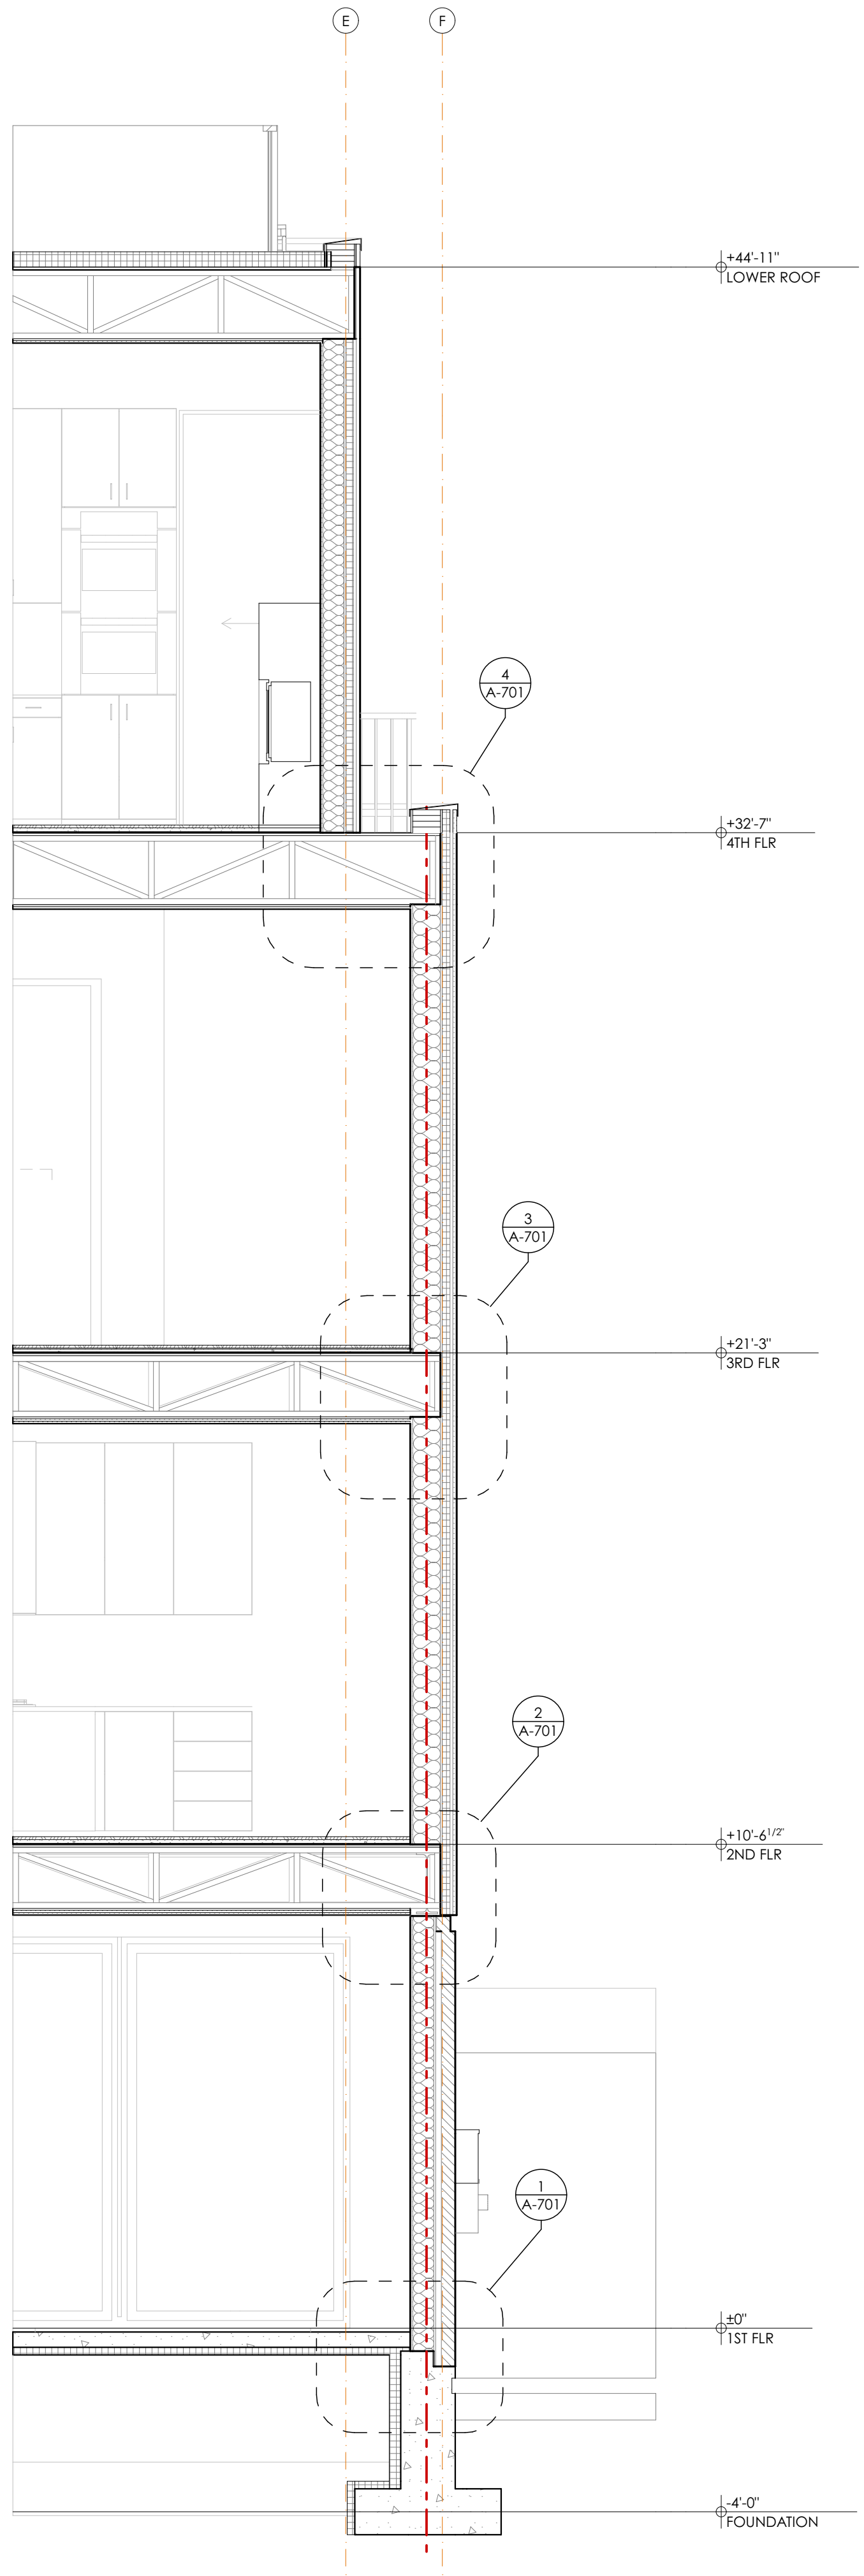 E
F
+44'-11"
LOWER ROOF
4
A-701
+32'-7"
4TH FLR
3
A-701
+21'-3"
3RD FLR
2
A-701
+10'-6 1/2"
2ND FLR
1
A-701
±0"
1ST FLR
-4'-0"
FOUNDATION